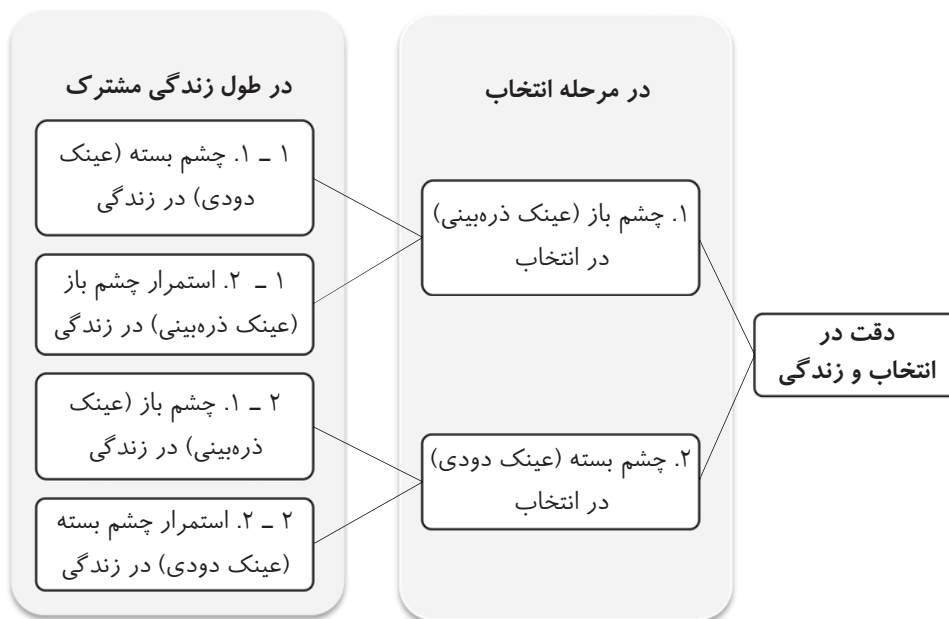 دقت در
انتخاب و زندگی
در مرحله انتخاب
۱. چشم باز (عینک ذره‌بینی)
در انتخاب
۲. چشم بسته (عینک دودی)
در انتخاب
در طول زندگی مشترک
۱ ـ ۱. چشم بسته (عینک
دودی) در زندگی
۱ ـ ۲. استمرار چشم باز
(عینک ذره‌بینی) در زندگی
۲ ـ ۱. چشم باز (عینک
ذره‌بینی) در زندگی
۲ ـ ۲. استمرار چشم بسته
(عینک دودی) در زندگی